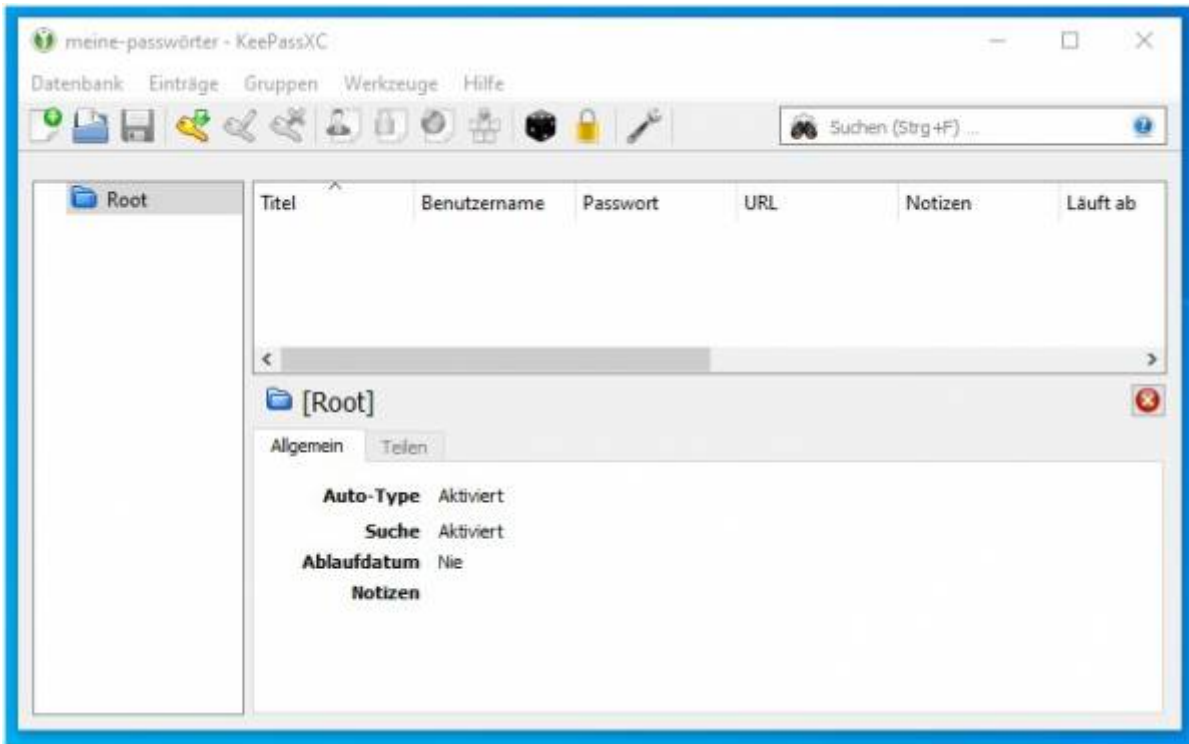 meine-passwörter - KeePassXC
Datenbank Einträge Gruppen Werkzeuge Hilfe
Suchen (Strg+F) ...
Root
Titel Benutzername Passwort URL Notizen Läuft ab
[Root]
Allgemein Teilen
Auto-Type Aktiviert
Suche Aktiviert
Ablaufdatum Nie
Notizen